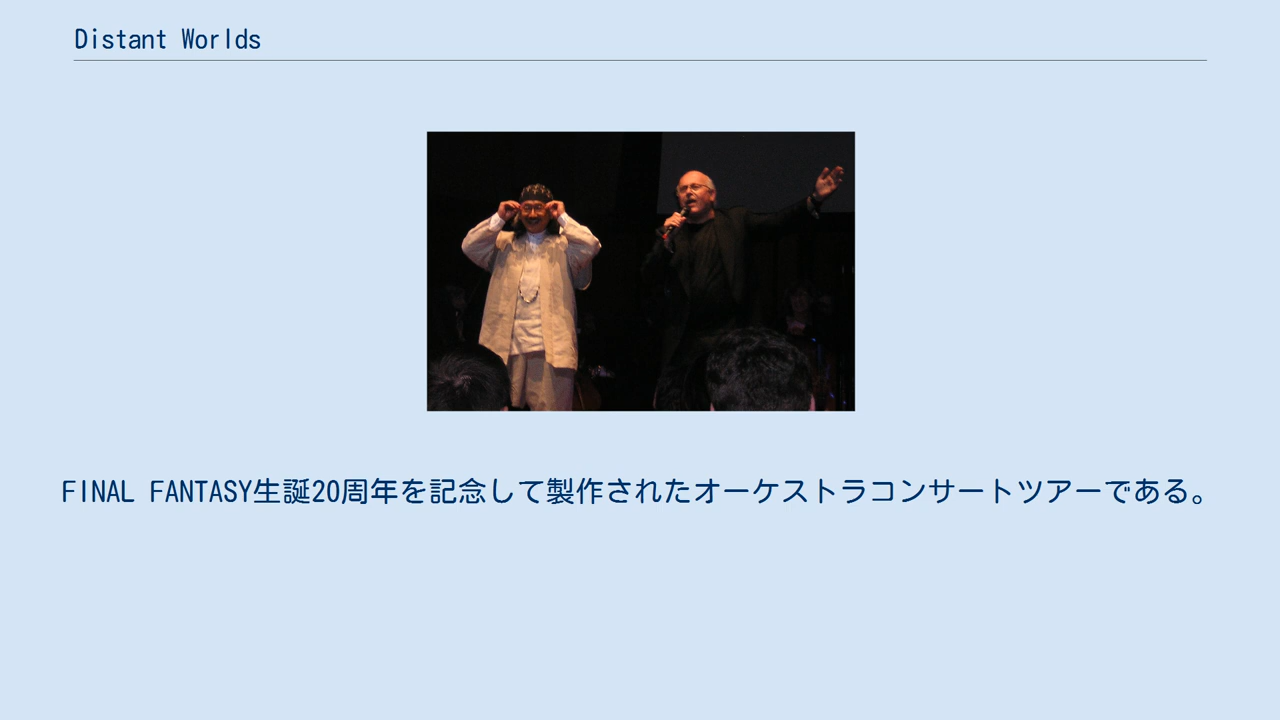 Distant Worlds
FINAL FANTASY生誕20周年を記念して製作されたオーケストラコンサートツアーである。